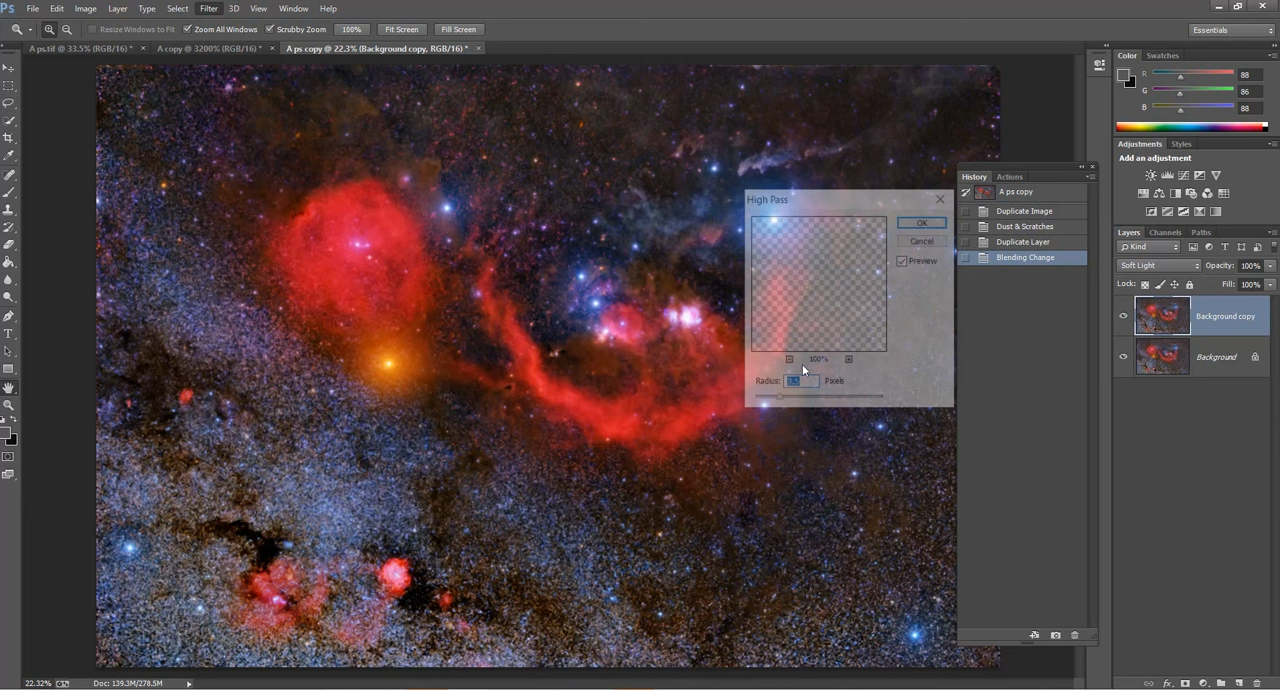 Ps File Edit Image Layer Type Select Filter 3D View Window Help
Resize Windows to Fit Zoom All Windows Scrubby Zoom 100% Fit Screen Fill Screen Essentials
A ps.tif @ 33.5% (RGB/16) * × A copy @ 3200% (RGB/16) * × A ps copy @ 22.3% (Background copy, RGB/16) * ×
Color Swatches
R 88
G 86
B 88
Adjustments Styles
Add an adjustment
History Actions
A ps copy
Duplicate Image
Dust & Scratches
Duplicate Layer
Blending Change
High Pass
OK
Cancel
Preview
100%
Radius: 3.5 Pixels
Layers Channels Paths
Kind
Soft Light Opacity: 100%
Lock: Fill: 100%
Background copy
Background
22.32% Doc: 139.3M/278.5M